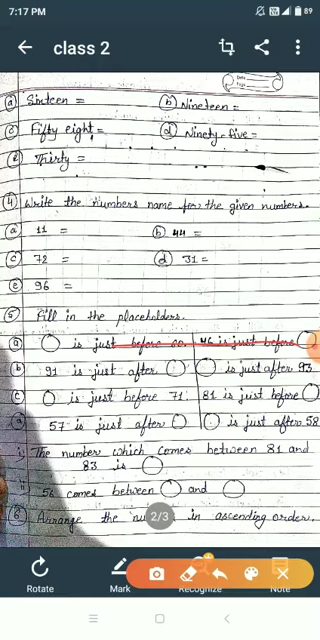 7:17 PM 89
class 2
Date
(a) Sixteen = (b) Nineteen =
(c) Fifty eight = (d) Ninety-five =
(e) Thirty =
(4) Write the numbers name for the given numbers.
(a) 11 = (b) 44 =
(c) 72 = (d) 31 =
(e) 96 =
(5) Fill in the placeholders.
(a) is just before 60. 46 is just before
(b) 91 is just after is just after 93
(c) is just before 71. 81 is just before
57 is just after is just after 58
i) The number which comes between 81 and
83 is
56 comes between and
(6) Arrange the in ascending order.
2/3
Rotate Mark Note